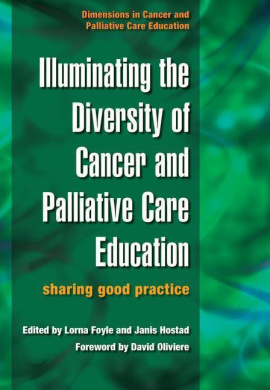 Dimensions in Cancer and
Palliative Care Education
Illuminating the
Diversity of
Cancer and
Palliative Care
Education
sharing good practice
Edited by Lorna Foyle and Janis Hostad
Foreword by David Oliviere